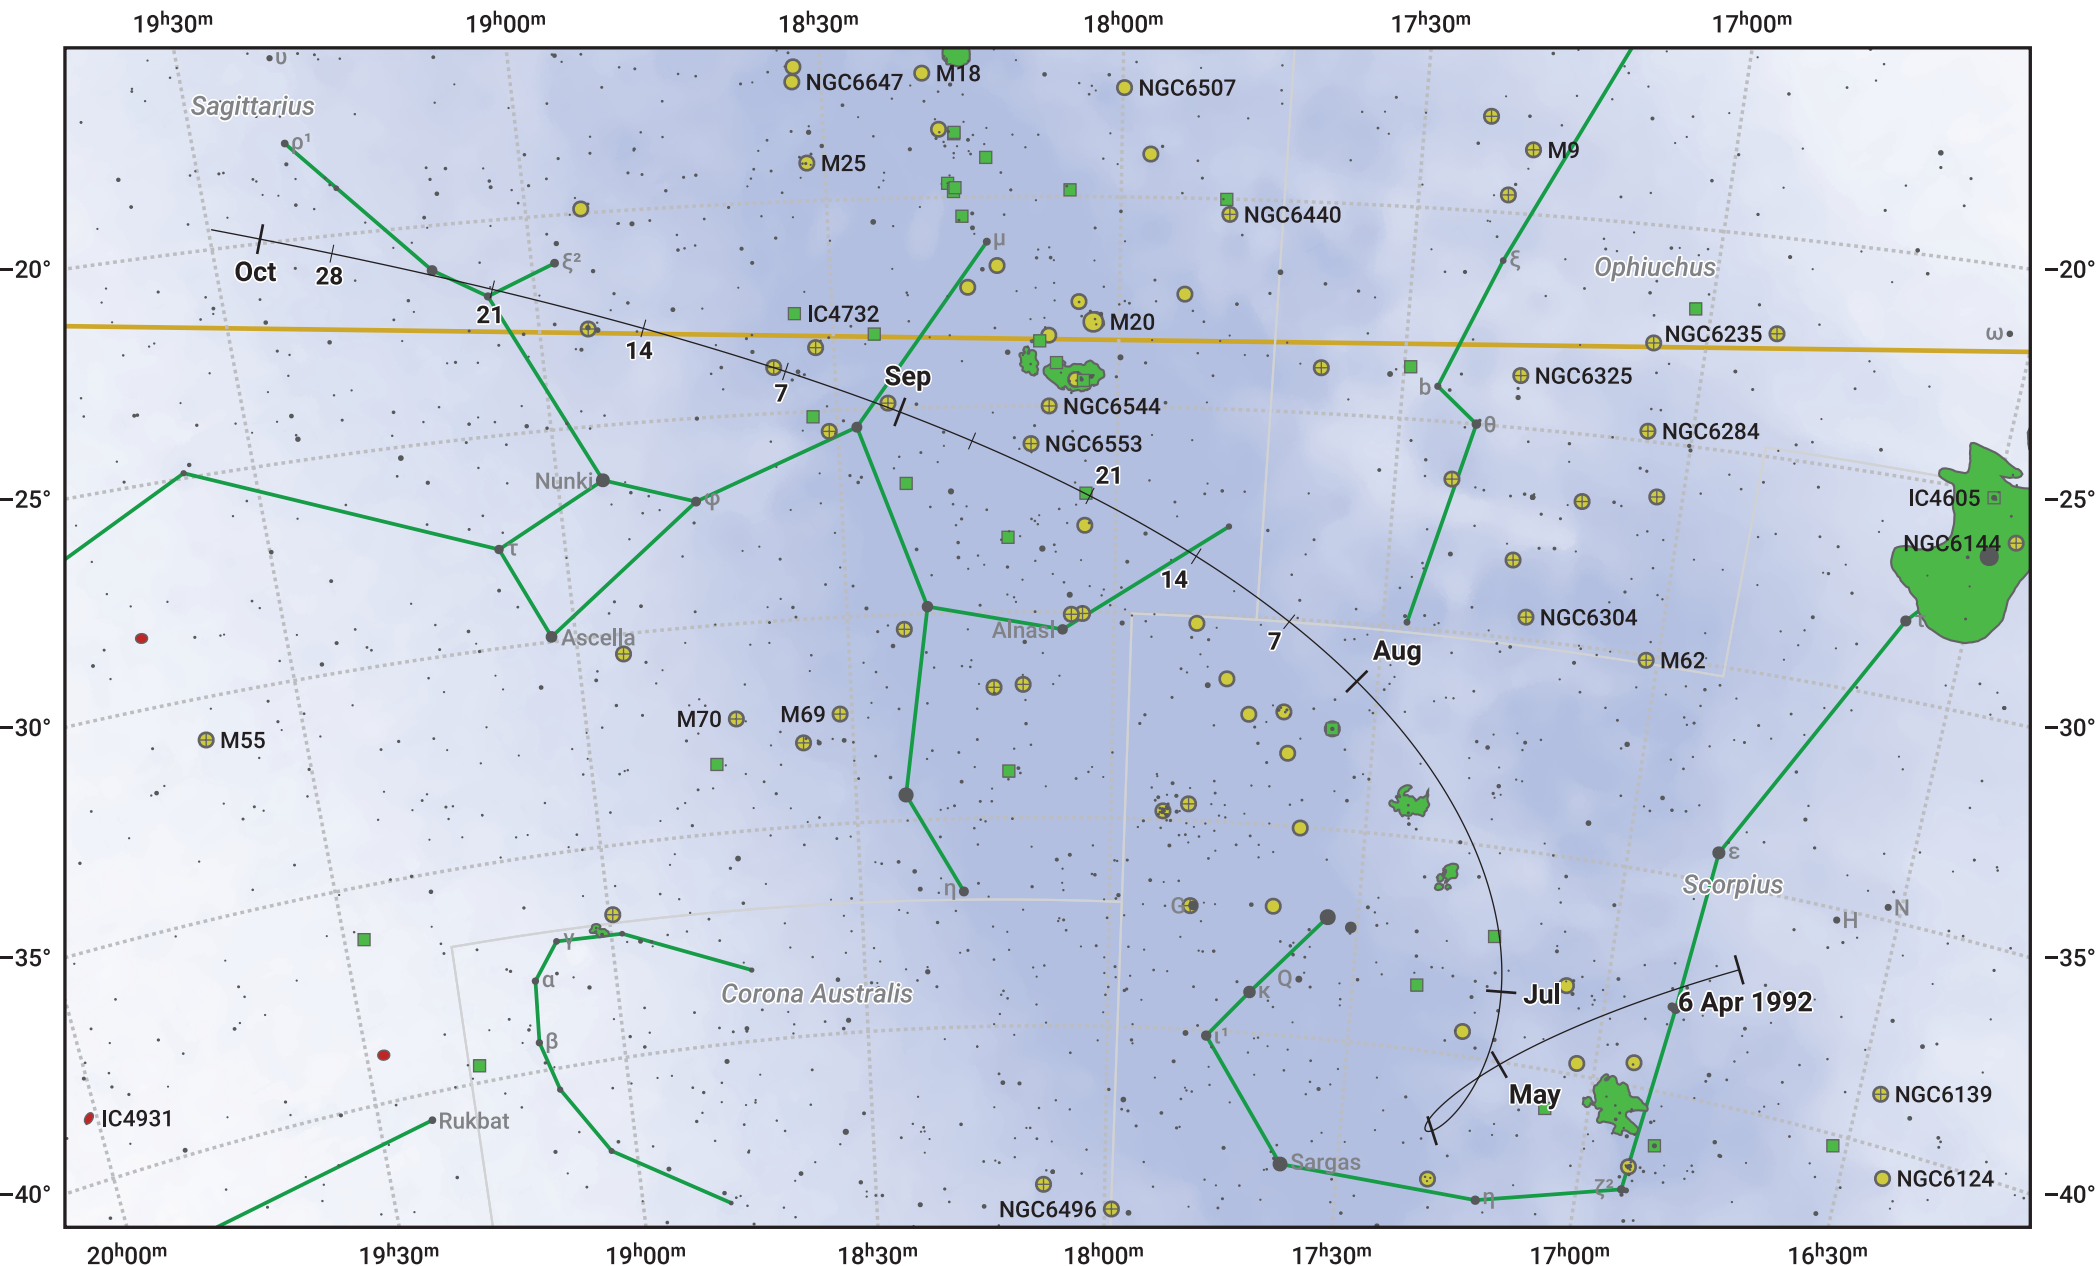 19ʰ30ᵐ 19ʰ00ᵐ 18ʰ30ᵐ 18ʰ00ᵐ 17ʰ30ᵐ 17ʰ00ᵐ
υ
M18
NGC6647
NGC6507
Sagittarius
ρ¹
M9
M25
NGC6440
μ
ξ²
ξ
Ophiuchus
−20°
−20°
Oct
28
21
IC4732
M20
NGC6235
ω
14
Sep
7
b
NGC6325
NGC6544
θ
NGC6284
NGC6553
21
Nunki
φ
−25°
−25°
IC4605
τ
NGC6144
14
Alnasl
Ascella
7
Aug
NGC6304
ι
M62
M70
M69
M55
−30°
−30°
ε
Scorpius
η
G
N
H
γ
−35°
−35°
α
Corona Australis
Q
κ
Jul
6 Apr 1992
ι¹
β
May
NGC6139
IC4931
Rukbat
Sargas
NGC6124
ζ²
η
NGC6496
−40°
−40°
20ʰ00ᵐ 19ʰ30ᵐ 19ʰ00ᵐ 18ʰ30ᵐ 18ʰ00ᵐ 17ʰ30ᵐ 17ʰ00ᵐ 16ʰ30ᵐ